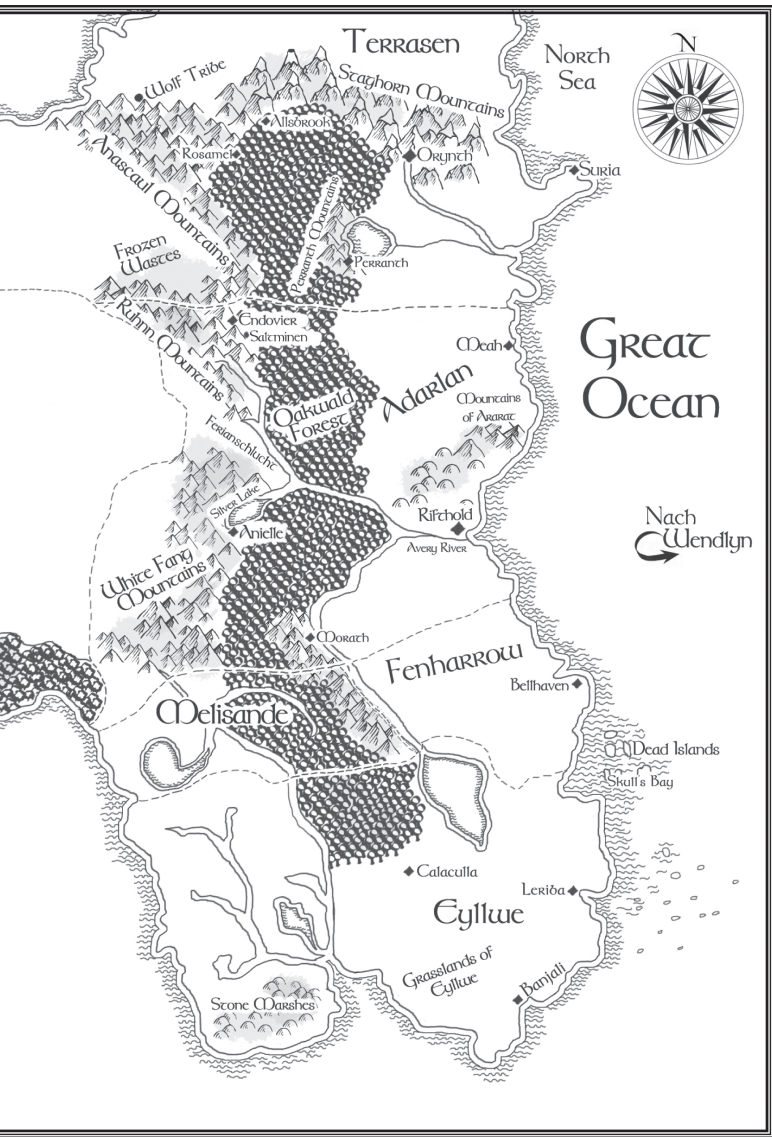 Terrasen
North
Sea
N
Wolf Tribe
Staghorn Mountains
Allsbrook
Rosamel
Orynth
Suria
Anascaul Mountains
Perranth Mountains
Frozen
Wastes
Perranth
Ruhnn Mountains
Endovier
Saltminen
Meah
Great
Ocean
Adarlan
Oakwald
Forest
Mountains
of Ararat
Ferianschlucht
Silver Lake
Rifthold
Anielle
Avery River
Nach
Wendlyn
White Fang
Mountains
Morath
Fenharrow
Bellhaven
Melisande
Dead Islands
Skull's Bay
Calaculla
Leriba
Eyllwe
Grasslands of
Eyllwe
Banjali
Stone Marshes